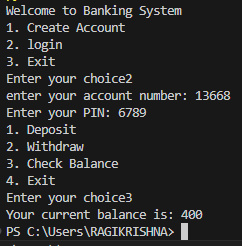 Welcome to Banking System
1. Create Account
2. login
3. Exit
Enter your choice2
enter your account number: 13668
Enter your PIN: 6789
1. Deposit
2. Withdraw
3. Check Balance
4. Exit
Enter your choice3
Your current balance is: 400
PS C:\Users\RAGIKRISHNA>